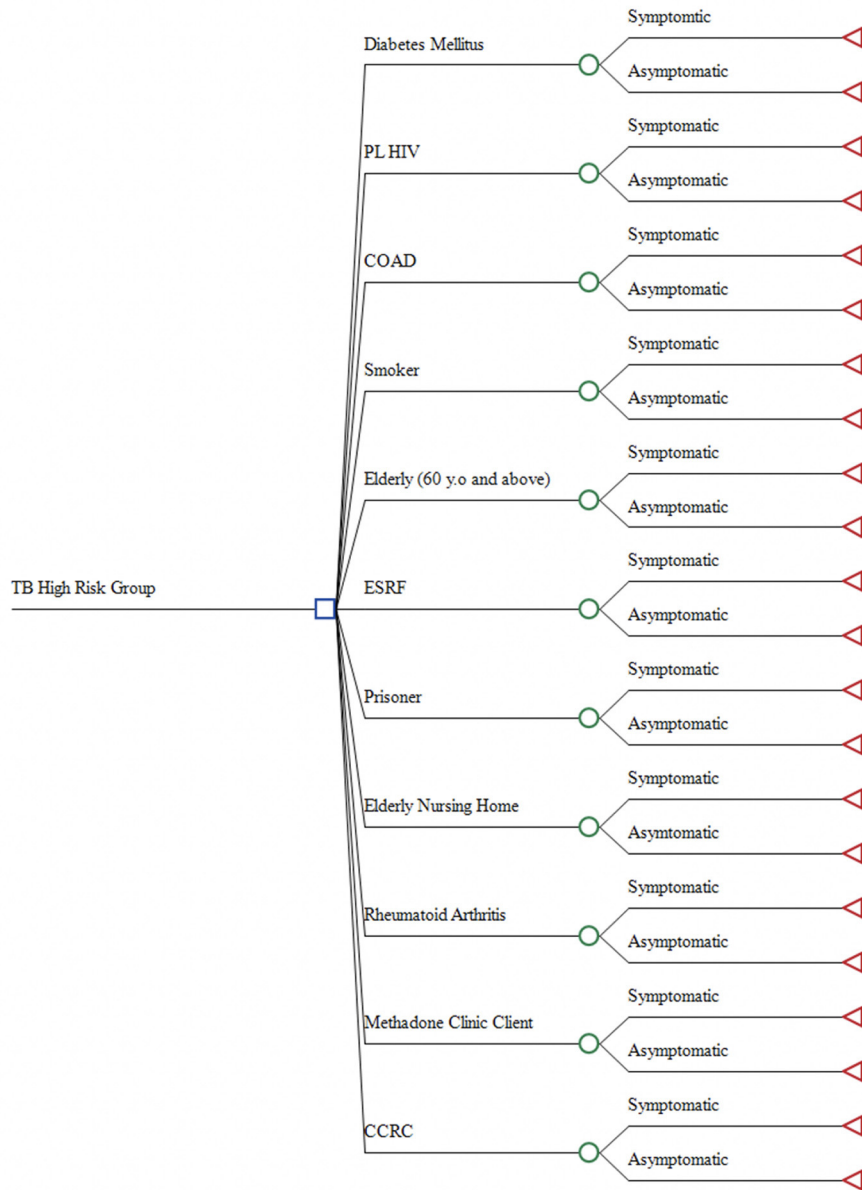 Symptomtic
Diabetes Mellitus
Asymptomatic
Symptomatic
PL HIV
Asymptomatic
Symptomatic
COAD
Asymptomatic
Symptomatic
Smoker
Asymptomatic
Symptomatic
Elderly (60 y.o and above)
Asymptomatic
Symptomatic
TB High Risk Group
ESRF
Asymptomatic
Symptomatic
Prisoner
Asymptomatic
Symptomatic
Elderly Nursing Home
Asymtomatic
Symptomatic
Rheumatoid Arthritis
Asymptomatic
Symptomatic
Methadone Clinic Client
Asymptomatic
Symptomatic
CCRC
Asymptomatic